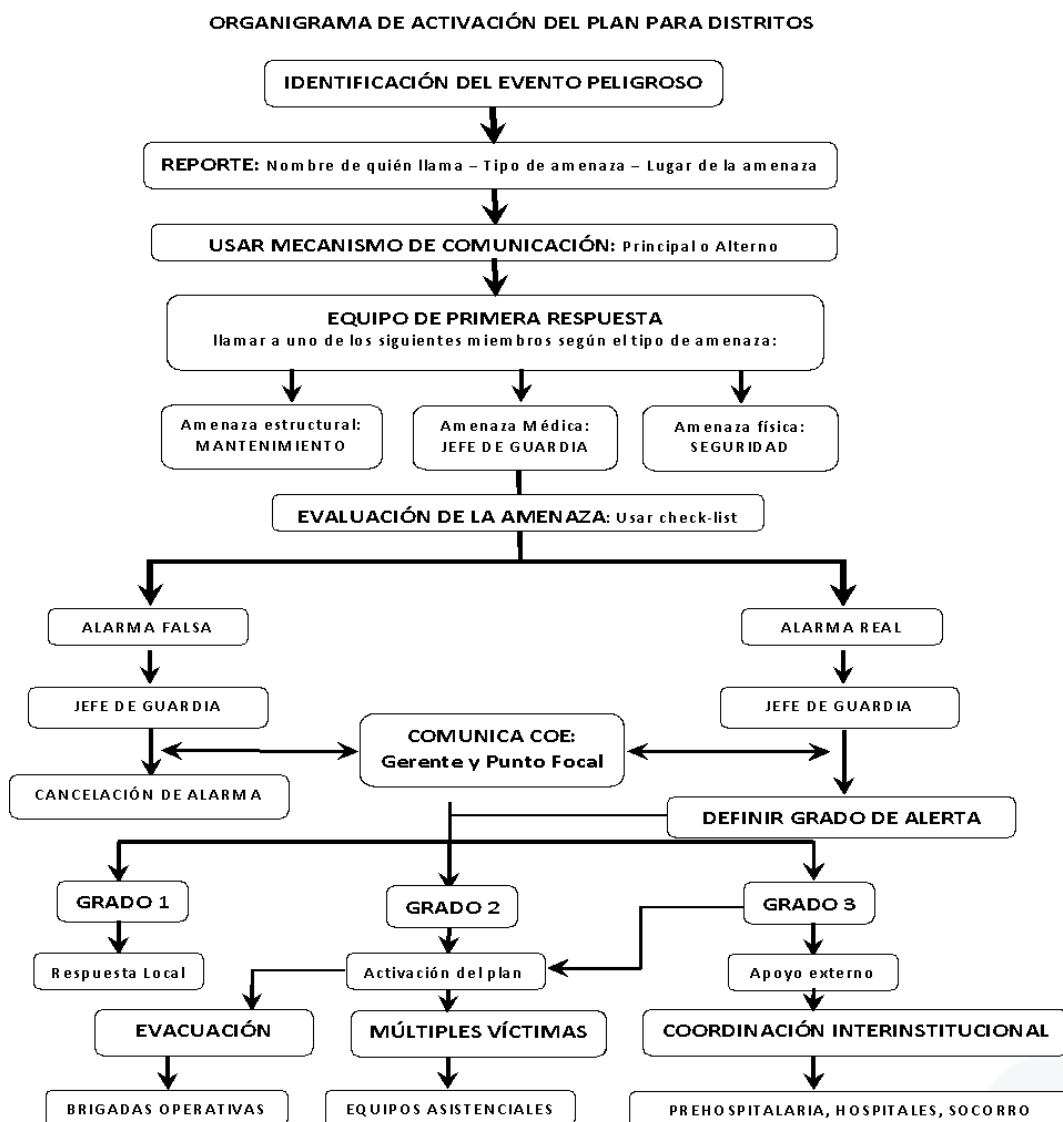 ORGANIGRAMA DE ACTIVACIÓN DEL PLAN PARA DISTRITOS
IDENTIFICACIÓN DEL EVENTO PELIGROSO
REPORTE: Nombre de quién llama – Tipo de amenaza – Lugar de la amenaza
USAR MECANISMO DE COMUNICACIÓN: Principal o Alterno
EQUIPO DE PRIMERA RESPUESTA
llamar a uno de los siguientes miembros según el tipo de amenaza:
Amenaza estructural:
MANTENIMIENTO
Amenaza Médica:
JEFE DE GUARDIA
Amenaza física:
SEGURIDAD
EVALUACIÓN DE LA AMENAZA: Usar check-list
ALARMA FALSA
ALARMA REAL
JEFE DE GUARDIA
JEFE DE GUARDIA
COMUNICA COE:
Gerente y Punto Focal
CANCELACIÓN DE ALARMA
DEFINIR GRADO DE ALERTA
GRADO 1
GRADO 2
GRADO 3
Respuesta Local
Activación del plan
Apoyo externo
EVACUACIÓN
MÚLTIPLES VÍCTIMAS
COORDINACIÓN INTERINSTITUCIONAL
BRIGADAS OPERATIVAS
EQUIPOS ASISTENCIALES
PREHOSPITALARIA, HOSPITALES, SOCORRO